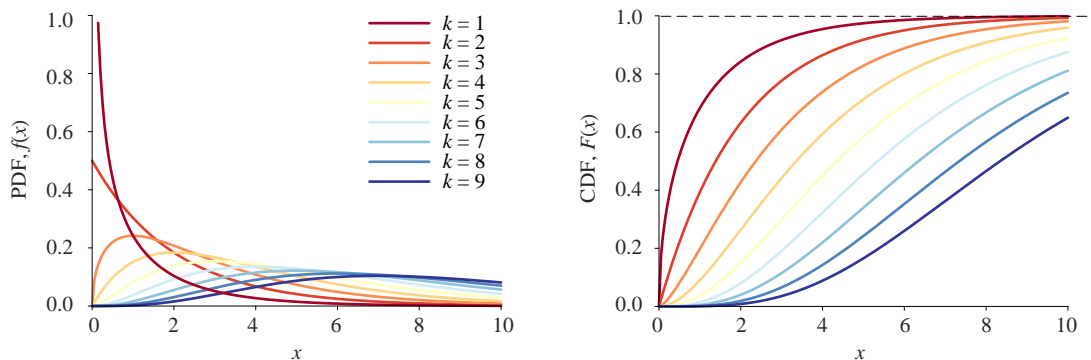 PDF, f(x)
1.0
0.8
0.6
0.4
0.2
0.0
0
2
4
6
8
10
x
k = 1
k = 2
k = 3
k = 4
k = 5
k = 6
k = 7
k = 8
k = 9
CDF, F(x)
1.0
0.8
0.6
0.4
0.2
0.0
0
2
4
6
8
10
x